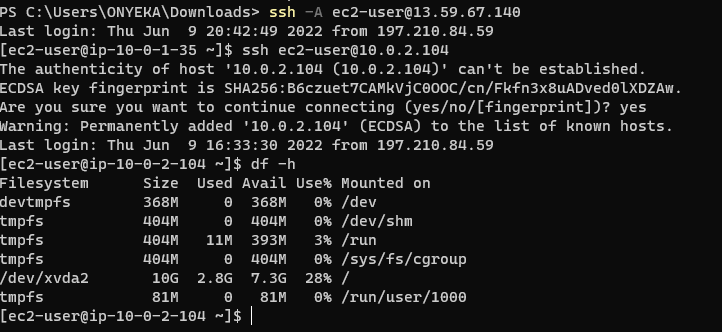 PS C:\Users\ONYEKA\Downloads> ssh -A ec2-user@13.59.67.140
Last login: Thu Jun  9 20:42:49 2022 from 197.210.84.59
[ec2-user@ip-10-0-1-35 ~]$ ssh ec2-user@10.0.2.104
The authenticity of host '10.0.2.104 (10.0.2.104)' can't be established.
ECDSA key fingerprint is SHA256:B6czuet7CAMkVjC0OOC/cn/Fkfn3x8uADved0lXDZAw.
Are you sure you want to continue connecting (yes/no/[fingerprint])? yes
Warning: Permanently added '10.0.2.104' (ECDSA) to the list of known hosts.
Last login: Thu Jun  9 16:33:30 2022 from 197.210.84.59
[ec2-user@ip-10-0-2-104 ~]$ df -h
Filesystem      Size  Used Avail Use% Mounted on
devtmpfs        368M     0  368M   0% /dev
tmpfs           404M     0  404M   0% /dev/shm
tmpfs           404M   11M  393M   3% /run
tmpfs           404M     0  404M   0% /sys/fs/cgroup
/dev/xvda2       10G  2.8G  7.3G  28% /
tmpfs            81M     0   81M   0% /run/user/1000
[ec2-user@ip-10-0-2-104 ~]$